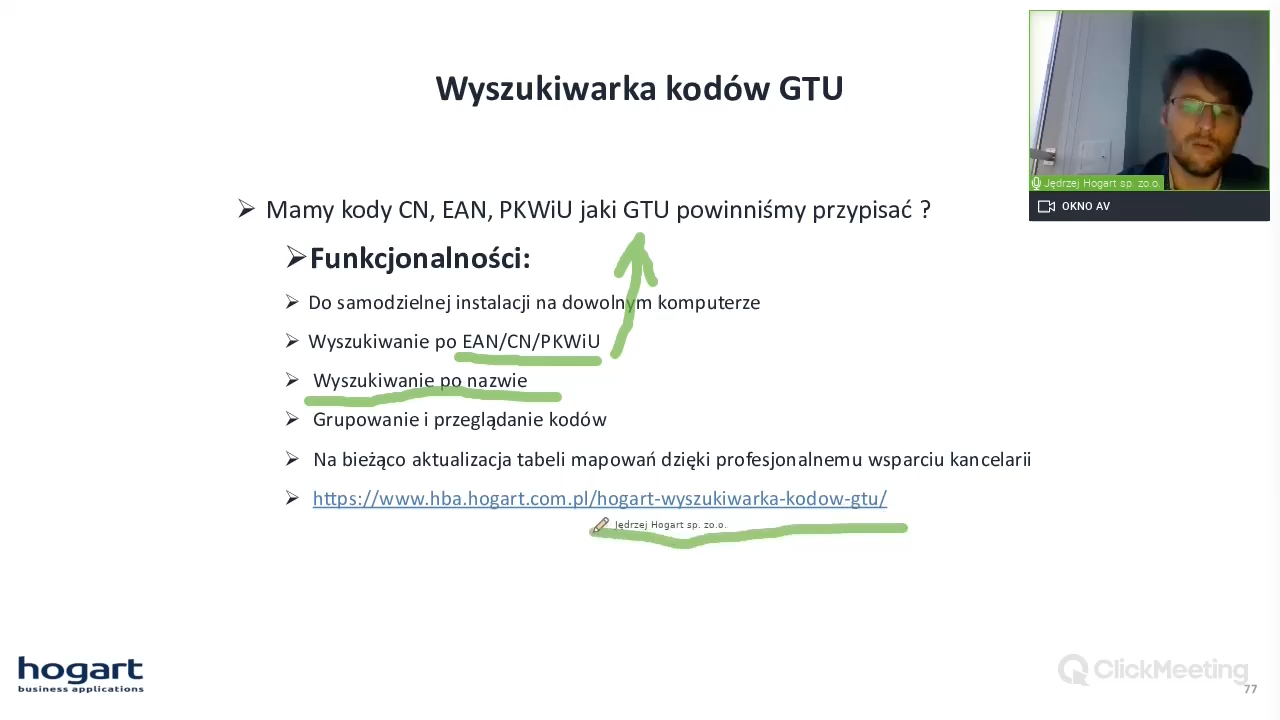 Wyszukiwarka kodów GTU
Jędrzej Hogart sp. zo.o.
OKNO AV
Mamy kody CN, EAN, PKWiU jaki GTU powinniśmy przypisać ?
Funkcjonalności:
Do samodzielnej instalacji na dowolnym komputerze
Wyszukiwanie po EAN/CN/PKWiU
Wyszukiwanie po nazwie
Grupowanie i przeglądanie kodów
Na bieżąco aktualizacja tabeli mapowań dzięki profesjonalnemu wsparciu kancelarii
https://www.hba.hogart.com.pl/hogart-wyszukiwarka-kodow-gtu/
Jędrzej Hogart sp. zo.o.
hogart
business applications
ClickMeeting
77